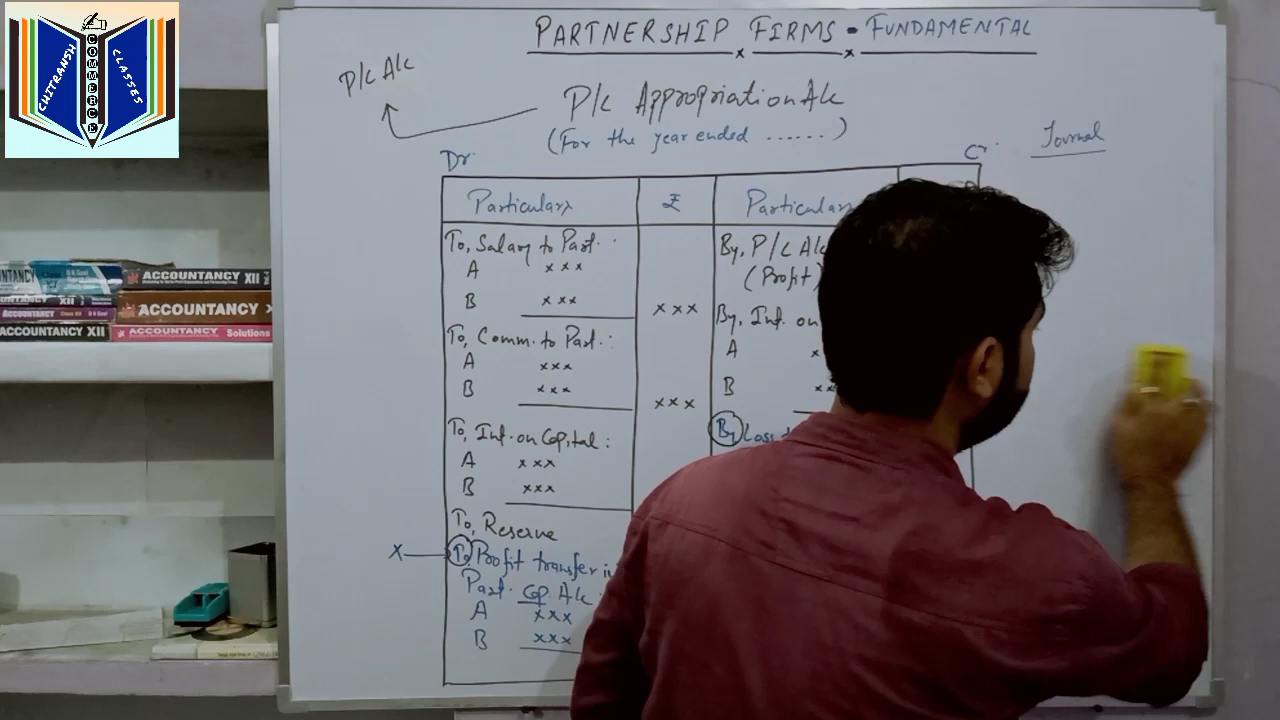 CHITRANSH
COMMERCE
CLASSES
PARTNERSHIP FIRMS - FUNDAMENTAL
P/L A/c
P/L Appropriation A/c
(For the year ended ......)
Journal
Dr.
Cr.
Particulars
₹
Particulars
To, Salary to Part.:
A xxx
B xxx
xxx
To, Comm. to Part.:
A xxx
B xxx
xxx
To, Int. on Capital:
A xxx
B xxx
To, Reserve
X
To Profit transfer
Part. Cap. A/c
A xxx
B xxx
By, P/L A/c
(Profit)
By, Int. on
A x
B xx
By Loss
ACCOUNTANCY XII
ACCOUNTANCY
ACCOUNTANCY XII
ACCOUNTANCY
ACCOUNTANCY Solutions